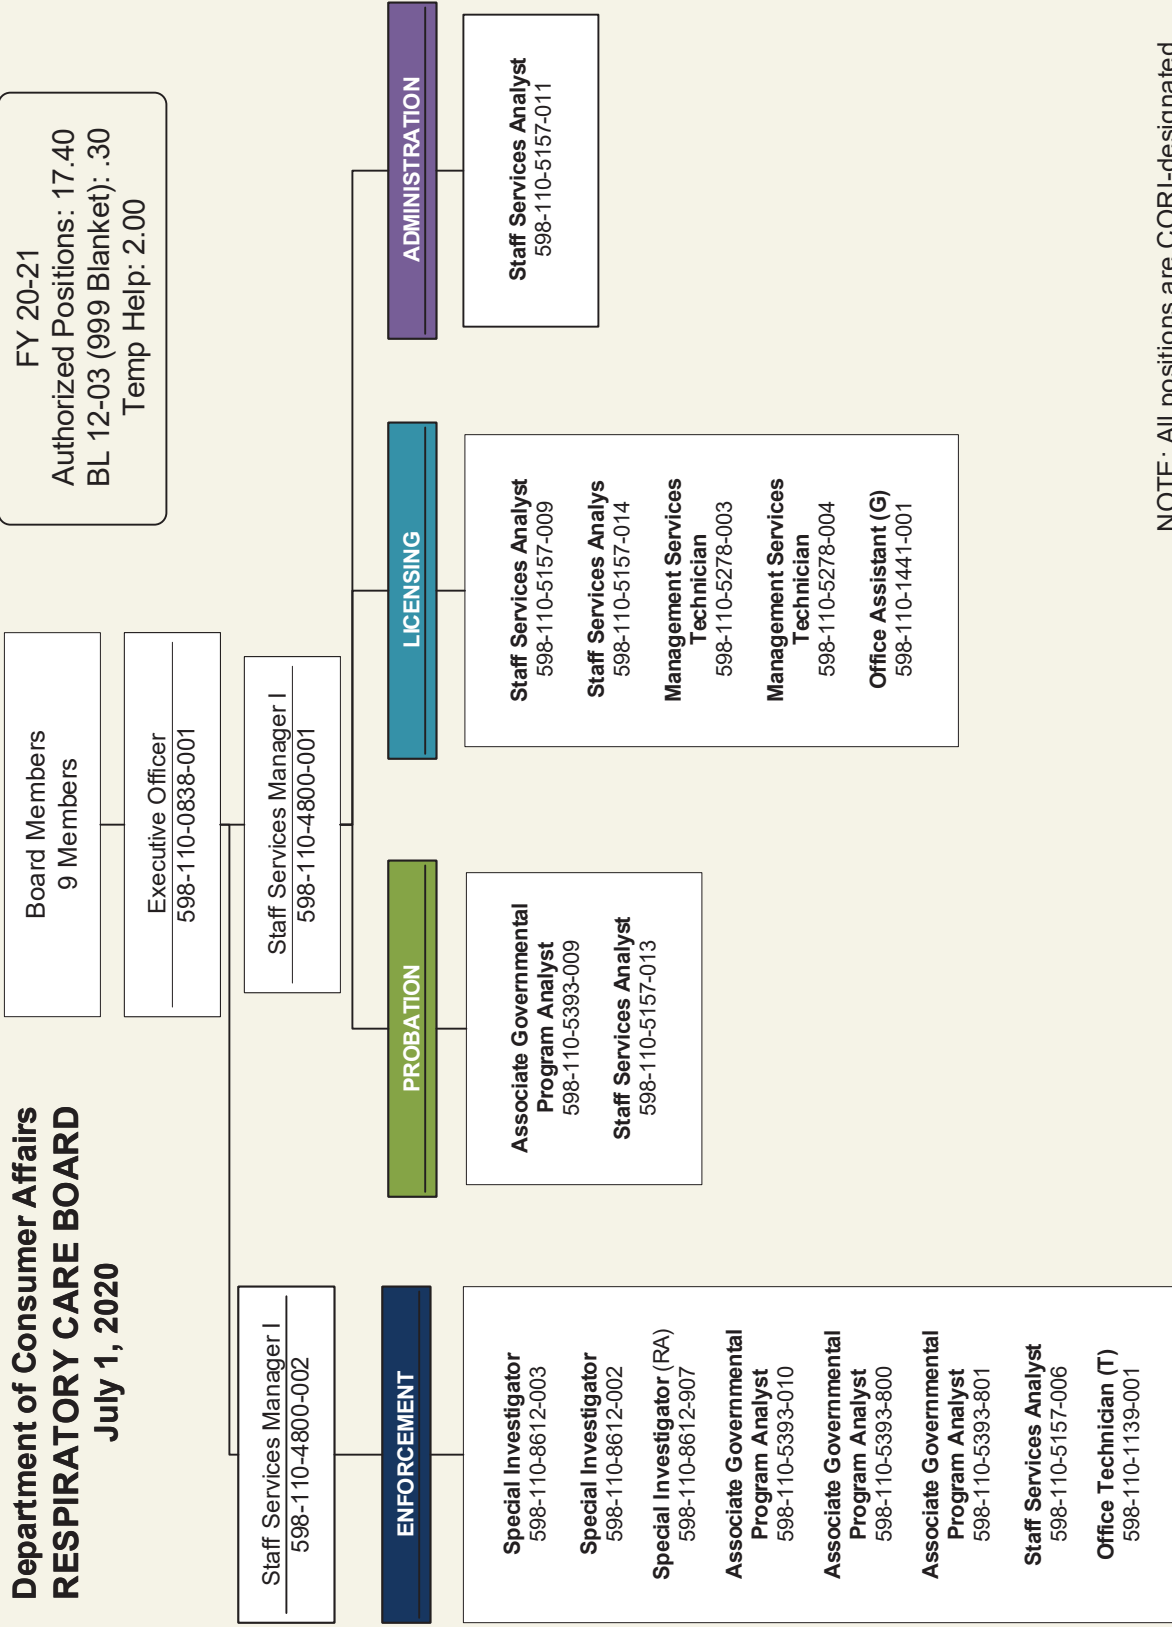 Department of Consumer Affairs
RESPIRATORY CARE BOARD
July 1, 2020
Board Members
9 Members
FY 20-21
Authorized Positions: 17.40
BL 12-03 (999 Blanket): .30
Temp Help: 2.00
Executive Officer
598-110-0838-001
Staff Services Manager I
598-110-4800-002
Staff Services Manager I
598-110-4800-001
ENFORCEMENT
Special Investigator
598-110-8612-003
Special Investigator
598-110-8612-002
Special Investigator (RA)
598-110-8612-907
Associate Governmental
Program Analyst
598-110-5393-010
Associate Governmental
Program Analyst
598-110-5393-800
Associate Governmental
Program Analyst
598-110-5393-801
Staff Services Analyst
598-110-5157-006
Office Technician (T)
598-110-1139-001
PROBATION
Associate Governmental
Program Analyst
598-110-5393-009
Staff Services Analyst
598-110-5157-013
LICENSING
Staff Services Analyst
598-110-5157-009
Staff Services Analys
598-110-5157-014
Management Services
Technician
598-110-5278-003
Management Services
Technician
598-110-5278-004
Office Assistant (G)
598-110-1441-001
ADMINISTRATION
Staff Services Analyst
598-110-5157-011
NOTE: All positions are CORI-designated